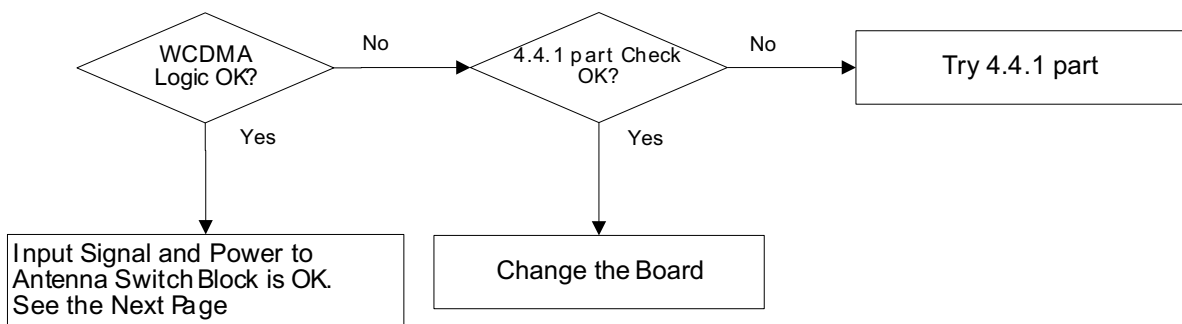 WCDMA
Logic OK?
No
4.4.1 part Check
OK?
No
Try 4.4.1 part
Yes
Yes
Input Signal and Power to
Antenna Switch Block is OK.
See the Next Page
Change the Board